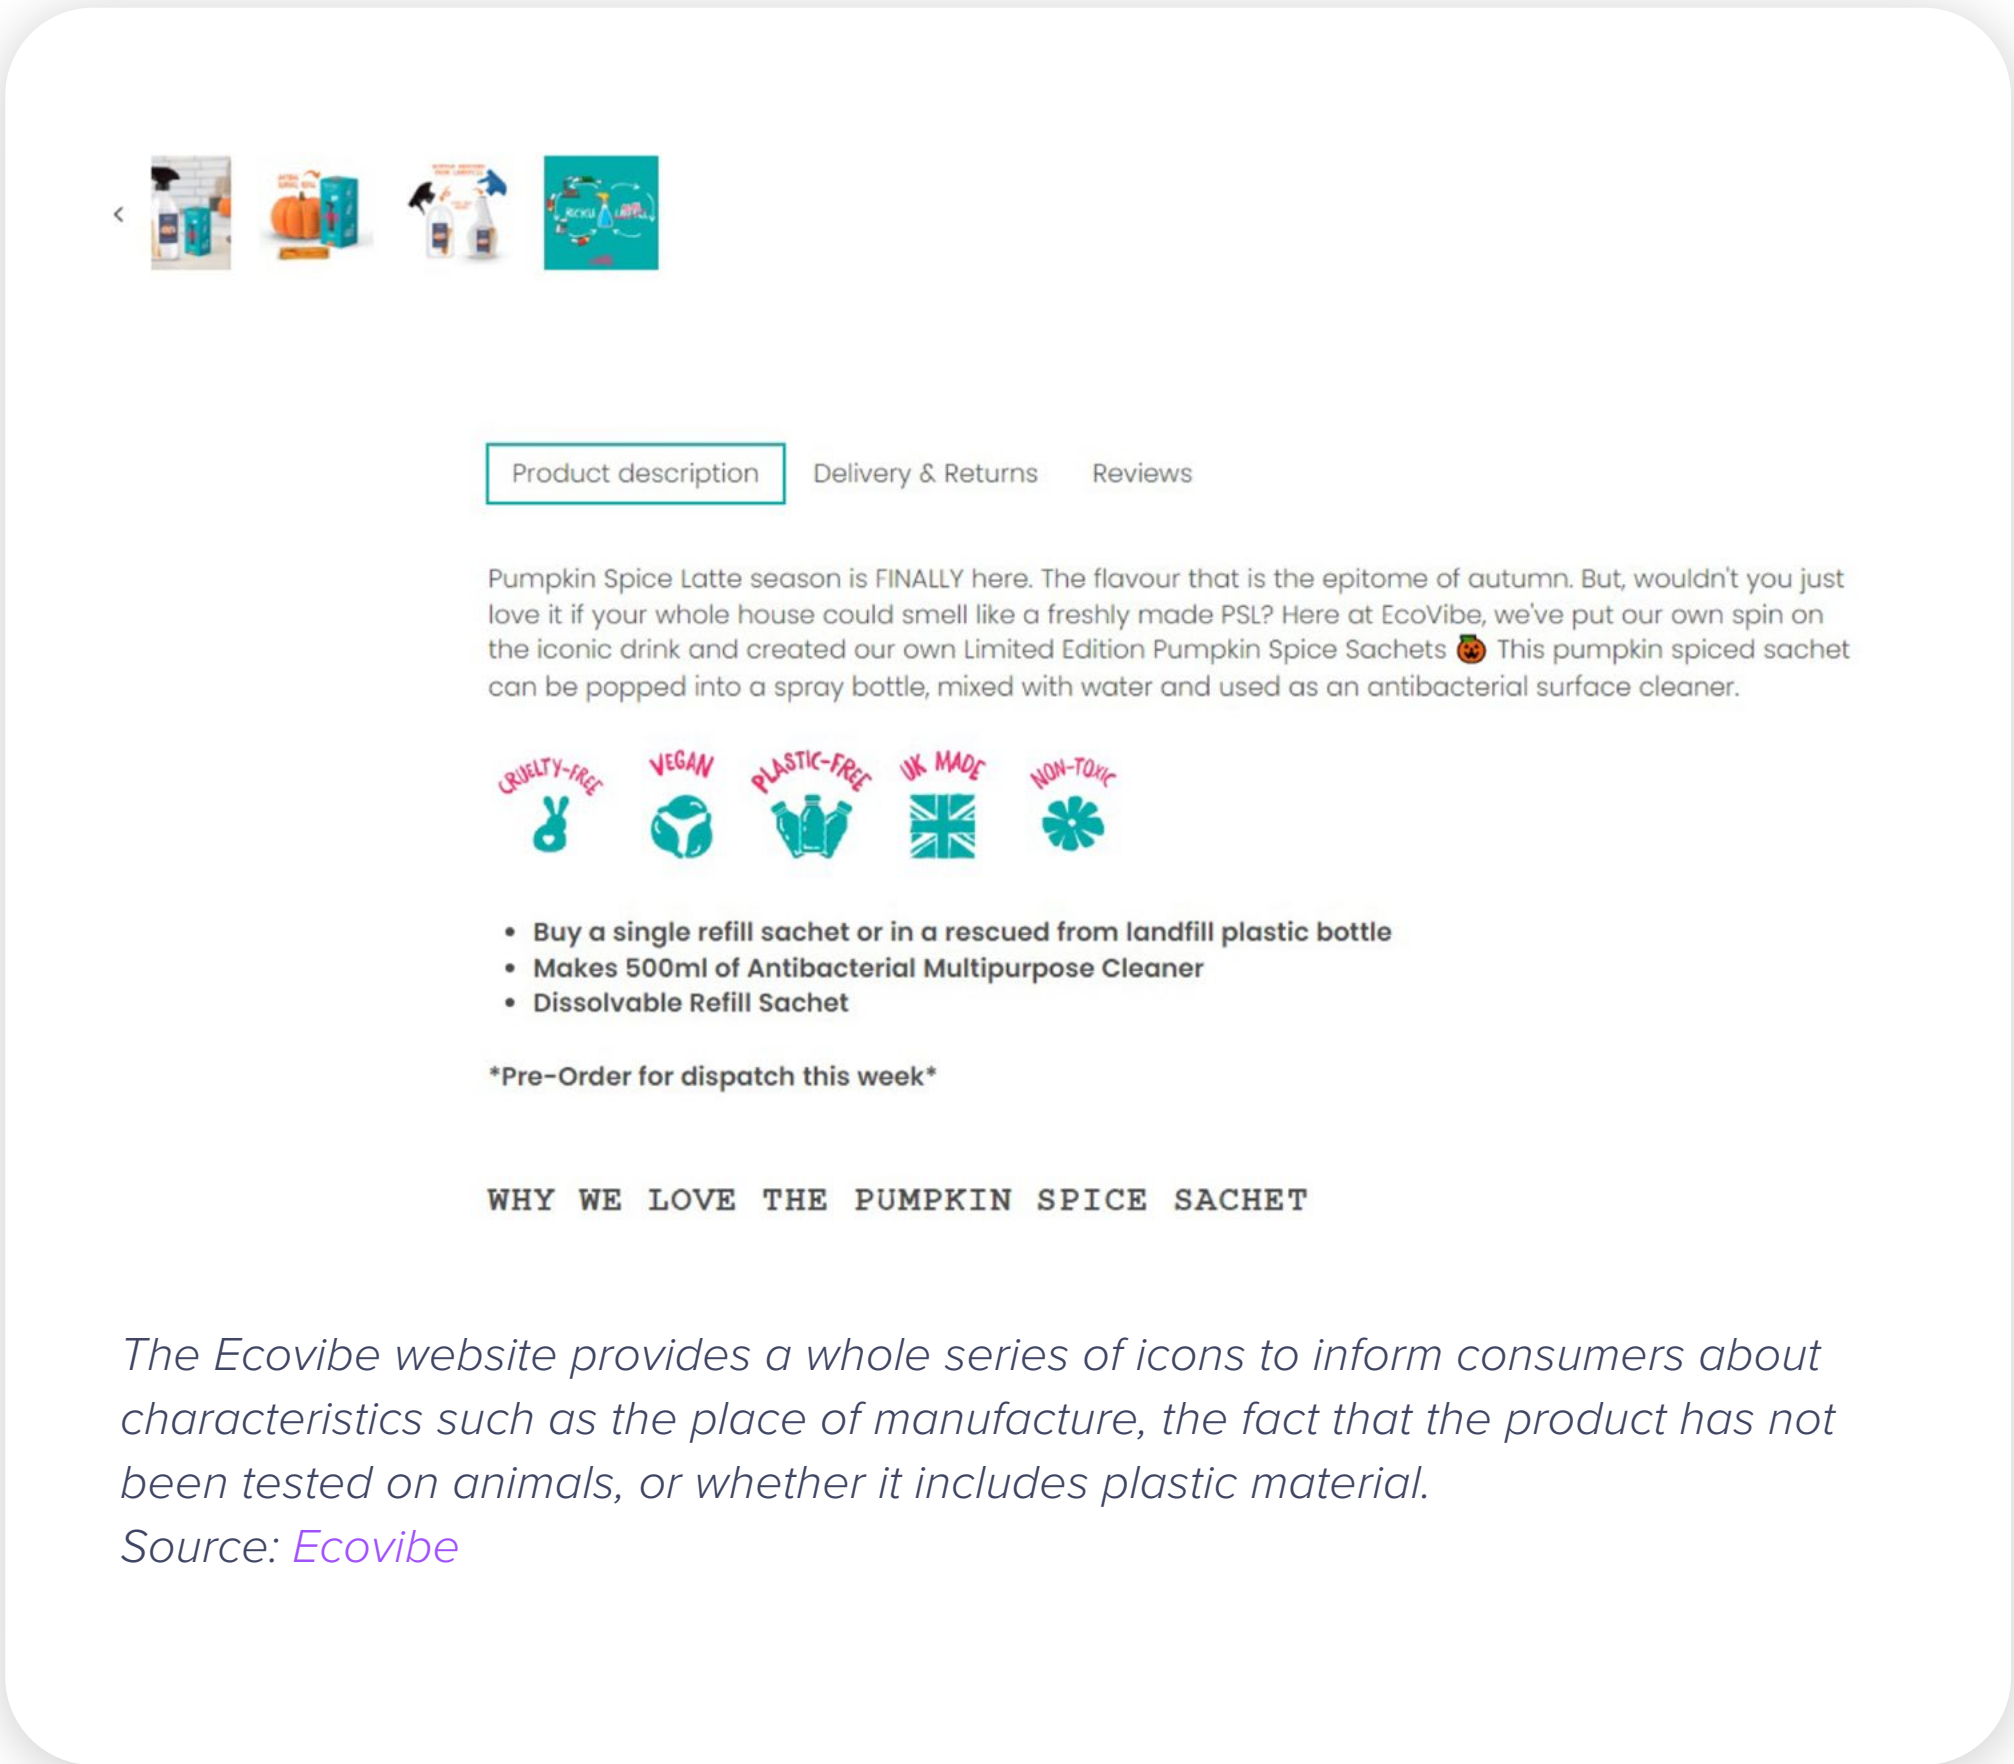 Product description Delivery & Returns Reviews
Pumpkin Spice Latte season is FINALLY here. The flavour that is the epitome of autumn. But, wouldn't you just
love it if your whole house could smell like a freshly made PSL? Here at EcoVibe, we've put our own spin on
the iconic drink and created our own Limited Edition Pumpkin Spice Sachets 🎃 This pumpkin spiced sachet
can be popped into a spray bottle, mixed with water and used as an antibacterial surface cleaner.
CRUELTY-FREE VEGAN PLASTIC-FREE UK MADE NON-TOXIC
• Buy a single refill sachet or in a rescued from landfill plastic bottle
• Makes 500ml of Antibacterial Multipurpose Cleaner
• Dissolvable Refill Sachet
*Pre-Order for dispatch this week*
WHY WE LOVE THE PUMPKIN SPICE SACHET
The Ecovibe website provides a whole series of icons to inform consumers about
characteristics such as the place of manufacture, the fact that the product has not
been tested on animals, or whether it includes plastic material.
Source: Ecovibe